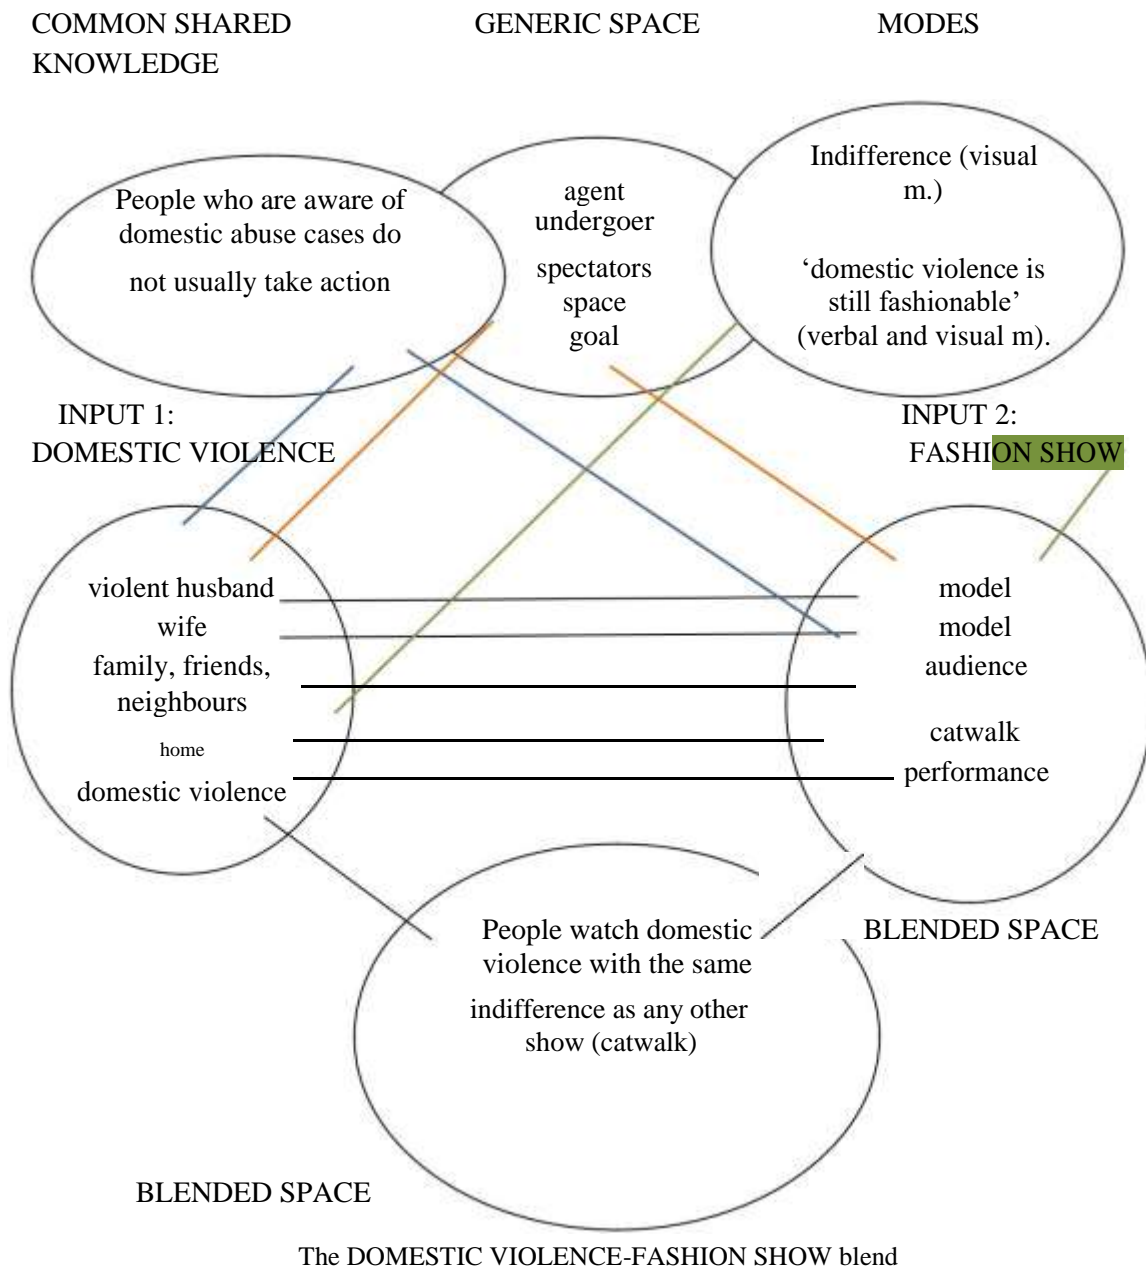 COMMON SHARED KNOWLEDGE
GENERIC SPACE
MODES
People who are aware of
domestic abuse cases do
not usually take action
agent
undergoer
spectators
space
goal
Indifference (visual
m.)
‘domestic violence is
still fashionable’
(verbal and visual m).
INPUT 1:
DOMESTIC VIOLENCE
INPUT 2:
FASHION SHOW
violent husband
wife
family, friends,
neighbours
home
domestic violence
model
model
audience
catwalk
performance
People watch domestic
violence with the same
indifference as any other
show (catwalk)
BLENDED SPACE
BLENDED SPACE
The DOMESTIC VIOLENCE-FASHION SHOW blend